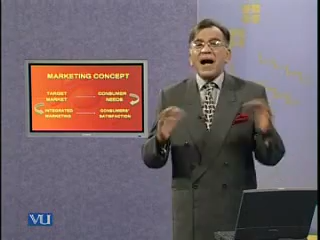 MARKETING CONCEPT
TARGET MARKET
CONSUMER NEEDS
INTEGRATED MARKETING
CONSUMERS' SATISFACTION
VU